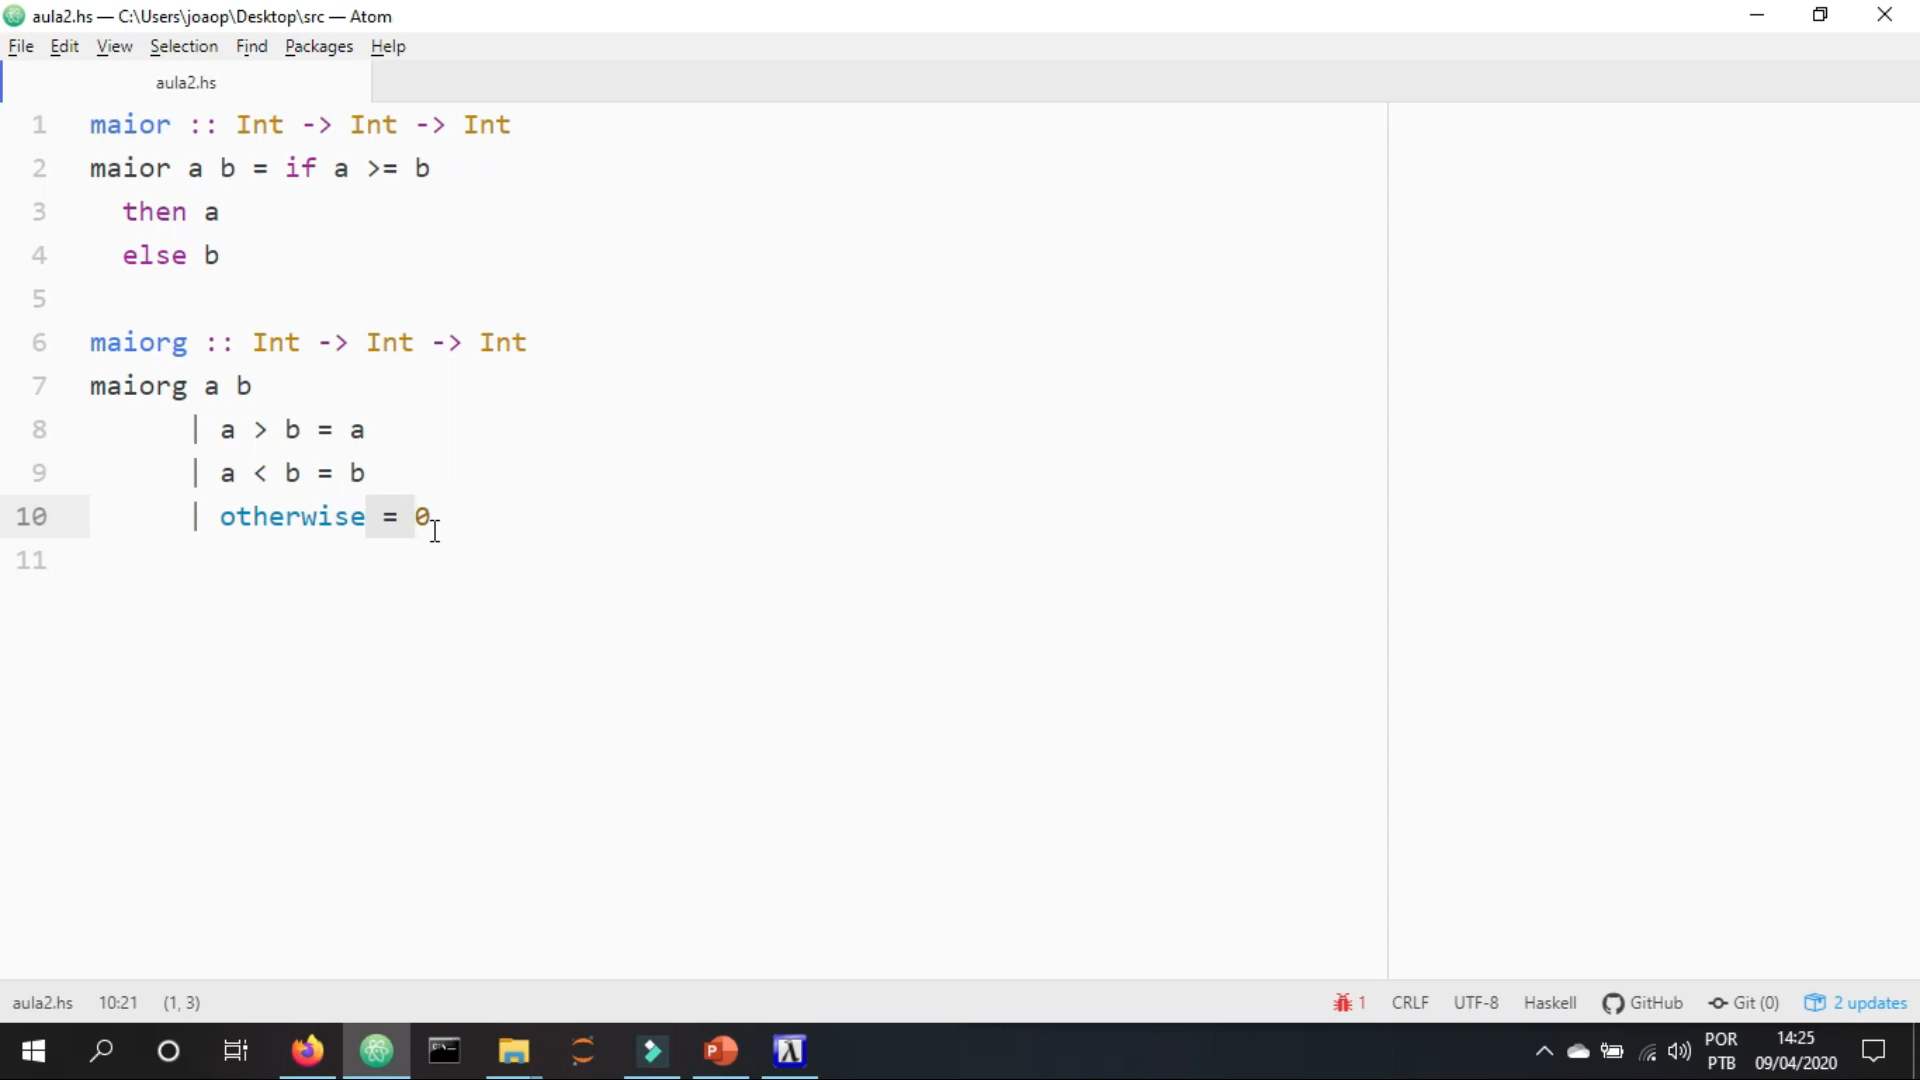 aula2.hs — C:\Users\joaop\Desktop\src — Atom
File Edit View Selection Find Packages Help
aula2.hs
1 maior :: Int -> Int -> Int
2 maior a b = if a >= b
3 then a
4 else b
5
6 maiorg :: Int -> Int -> Int
7 maiorg a b
8 | a > b = a
9 | a < b = b
10 | otherwise = 0
11
aula2.hs 10:21 (1, 3) 1 CRLF UTF-8 Haskell GitHub Git (0) 2 updates
POR 14:25
PTB 09/04/2020